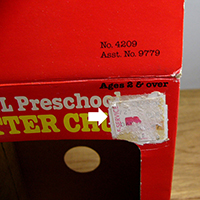 No. 4209
Asst. No. 9779
Ages 2 & over
L Preschool
TTER CH